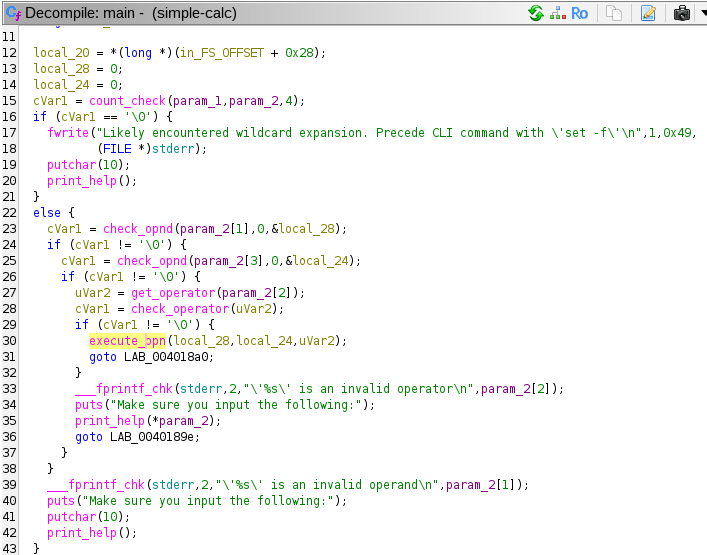 Decompile: main - (simple-calc)
Ro
11
12 local_20 = *(long *)(in_FS_OFFSET + 0x28);
13 local_28 = 0;
14 local_24 = 0;
15 cVar1 = count_check(param_1,param_2,4);
16 if (cVar1 == '\0') {
17 fwrite("Likely encountered wildcard expansion. Precede CLI command with \'set -f\'\n",1,0x49,
18 (FILE *)stderr);
19 putchar(10);
20 print_help();
21 }
22 else {
23 cVar1 = check_opnd(param_2[1],0,&local_28);
24 if (cVar1 != '\0') {
25 cVar1 = check_opnd(param_2[3],0,&local_24);
26 if (cVar1 != '\0') {
27 uVar2 = get_operator(param_2[2]);
28 cVar1 = check_operator(uVar2);
29 if (cVar1 != '\0') {
30 execute_opn(local_28,local_24,uVar2);
31 goto LAB_004018a0;
32 }
33 ___fprintf_chk(stderr,2,"\'%s\' is an invalid operator\n",param_2[2]);
34 puts("Make sure you input the following:");
35 print_help(*param_2);
36 goto LAB_0040189e;
37 }
38 }
39 ___fprintf_chk(stderr,2,"\'%s\' is an invalid operand\n",param_2[1]);
40 puts("Make sure you input the following:");
41 putchar(10);
42 print_help();
43 }